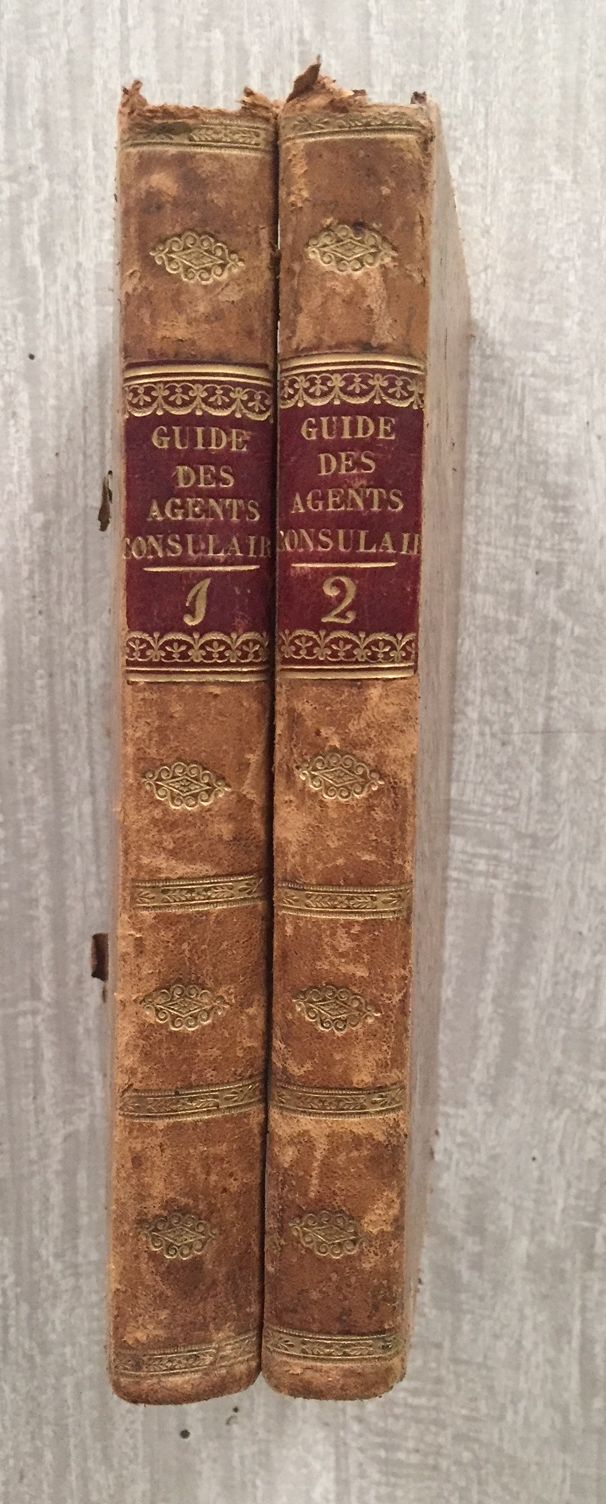 GUIDE
DES
AGENTS
CONSULAIR
1
GUIDE
DES
AGENTS
CONSULAIR
2